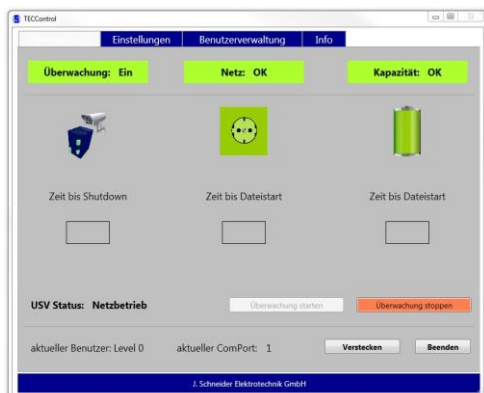 TECControl
Einstellungen Benutzerverwaltung Info
Überwachung: Ein Netz: OK Kapazität: OK
Zeit bis Shutdown Zeit bis Dateistart Zeit bis Dateistart
USV Status: Netzbetrieb Überwachung starten Überwachung stoppen
aktueller Benutzer: Level 0 aktueller ComPort: 1 Verstecken Beenden
J. Schneider Elektrotechnik GmbH